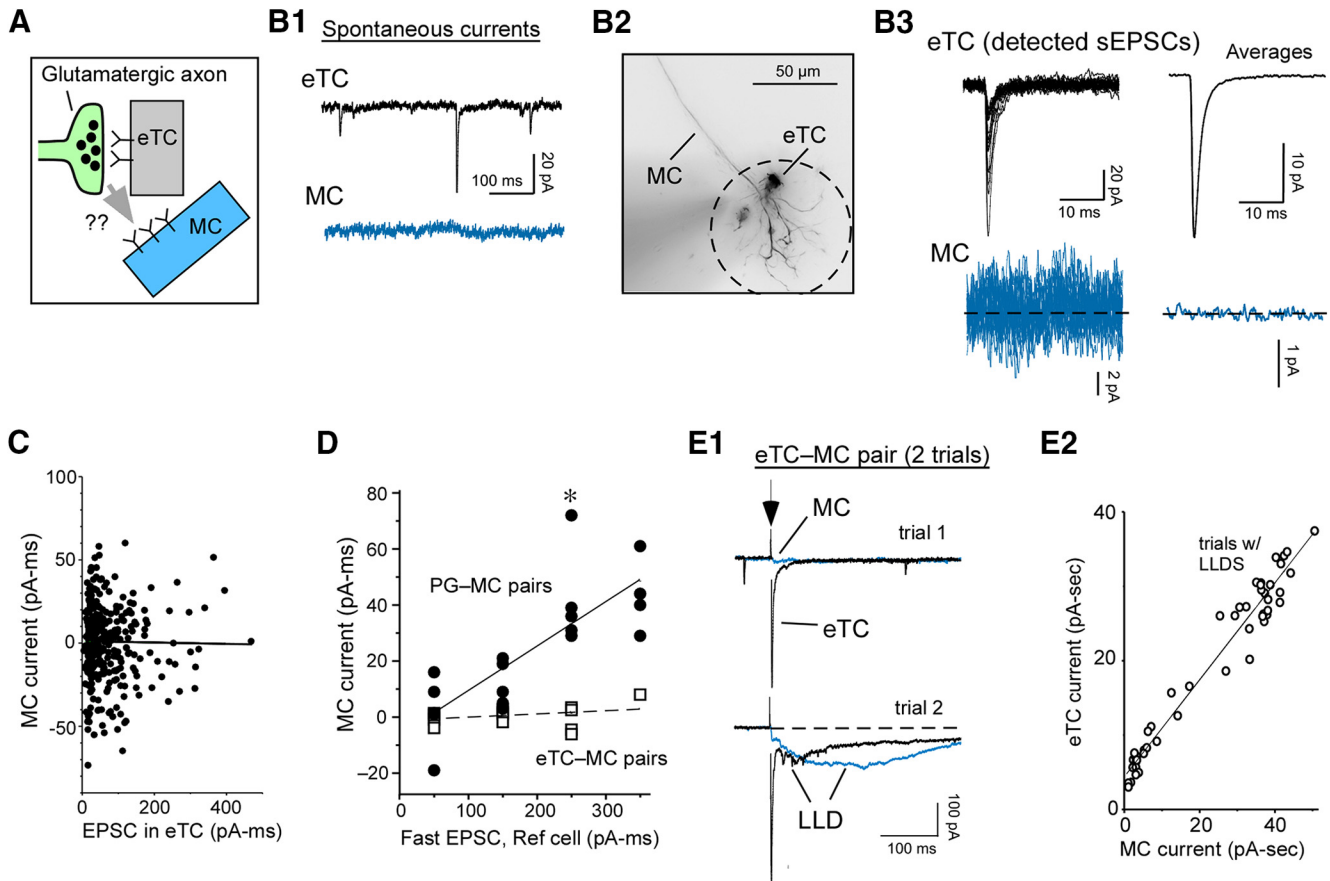 A
Glutamatergic axon
eTC
??
MC
B1
Spontaneous currents
eTC
20 pA
100 ms
MC
B2
50 µm
eTC
MC
B3
eTC (detected sEPSCs)
Averages
20 pA
10 ms
10 pA
10 ms
MC
2 pA
1 pA
C
MC current (pA-ms)
100
50
0
-50
0
200
400
EPSC in eTC (pA-ms)
D
MC current (pA-ms)
80
60
40
20
0
–20
*
PG–MC pairs
eTC–MC pairs
0
100
200
300
Fast EPSC, Ref cell (pA-ms)
E1
eTC–MC pair (2 trials)
MC
trial 1
eTC
trial 2
LLD
100 pA
100 ms
E2
eTC current (pA-sec)
40
20
0
trials w/
LLDS
0
20
40
MC current (pA-sec)